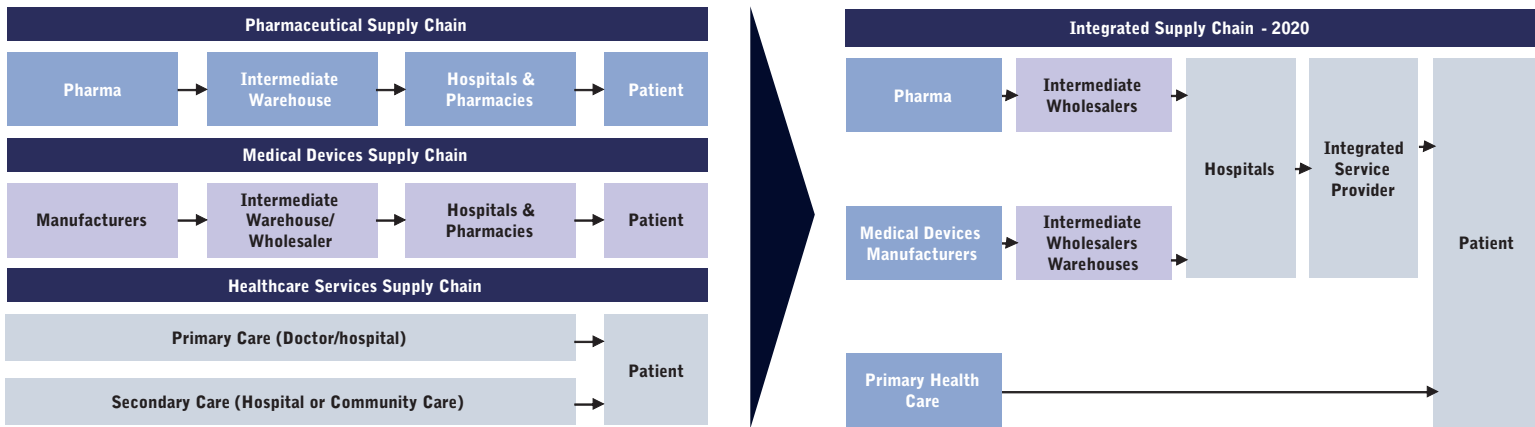 Pharmaceutical Supply Chain
Pharma
Intermediate
Warehouse
Hospitals &
Pharmacies
Patient
Medical Devices Supply Chain
Manufacturers
Intermediate
Warehouse/
Wholesaler
Hospitals &
Pharmacies
Patient
Healthcare Services Supply Chain
Primary Care (Doctor/hospital)
Secondary Care (Hospital or Community Care)
Patient
Integrated Supply Chain - 2020
Pharma
Intermediate
Wholesalers
Medical Devices
Manufacturers
Intermediate
Wholesalers
Warehouses
Hospitals
Integrated
Service
Provider
Patient
Primary Health
Care